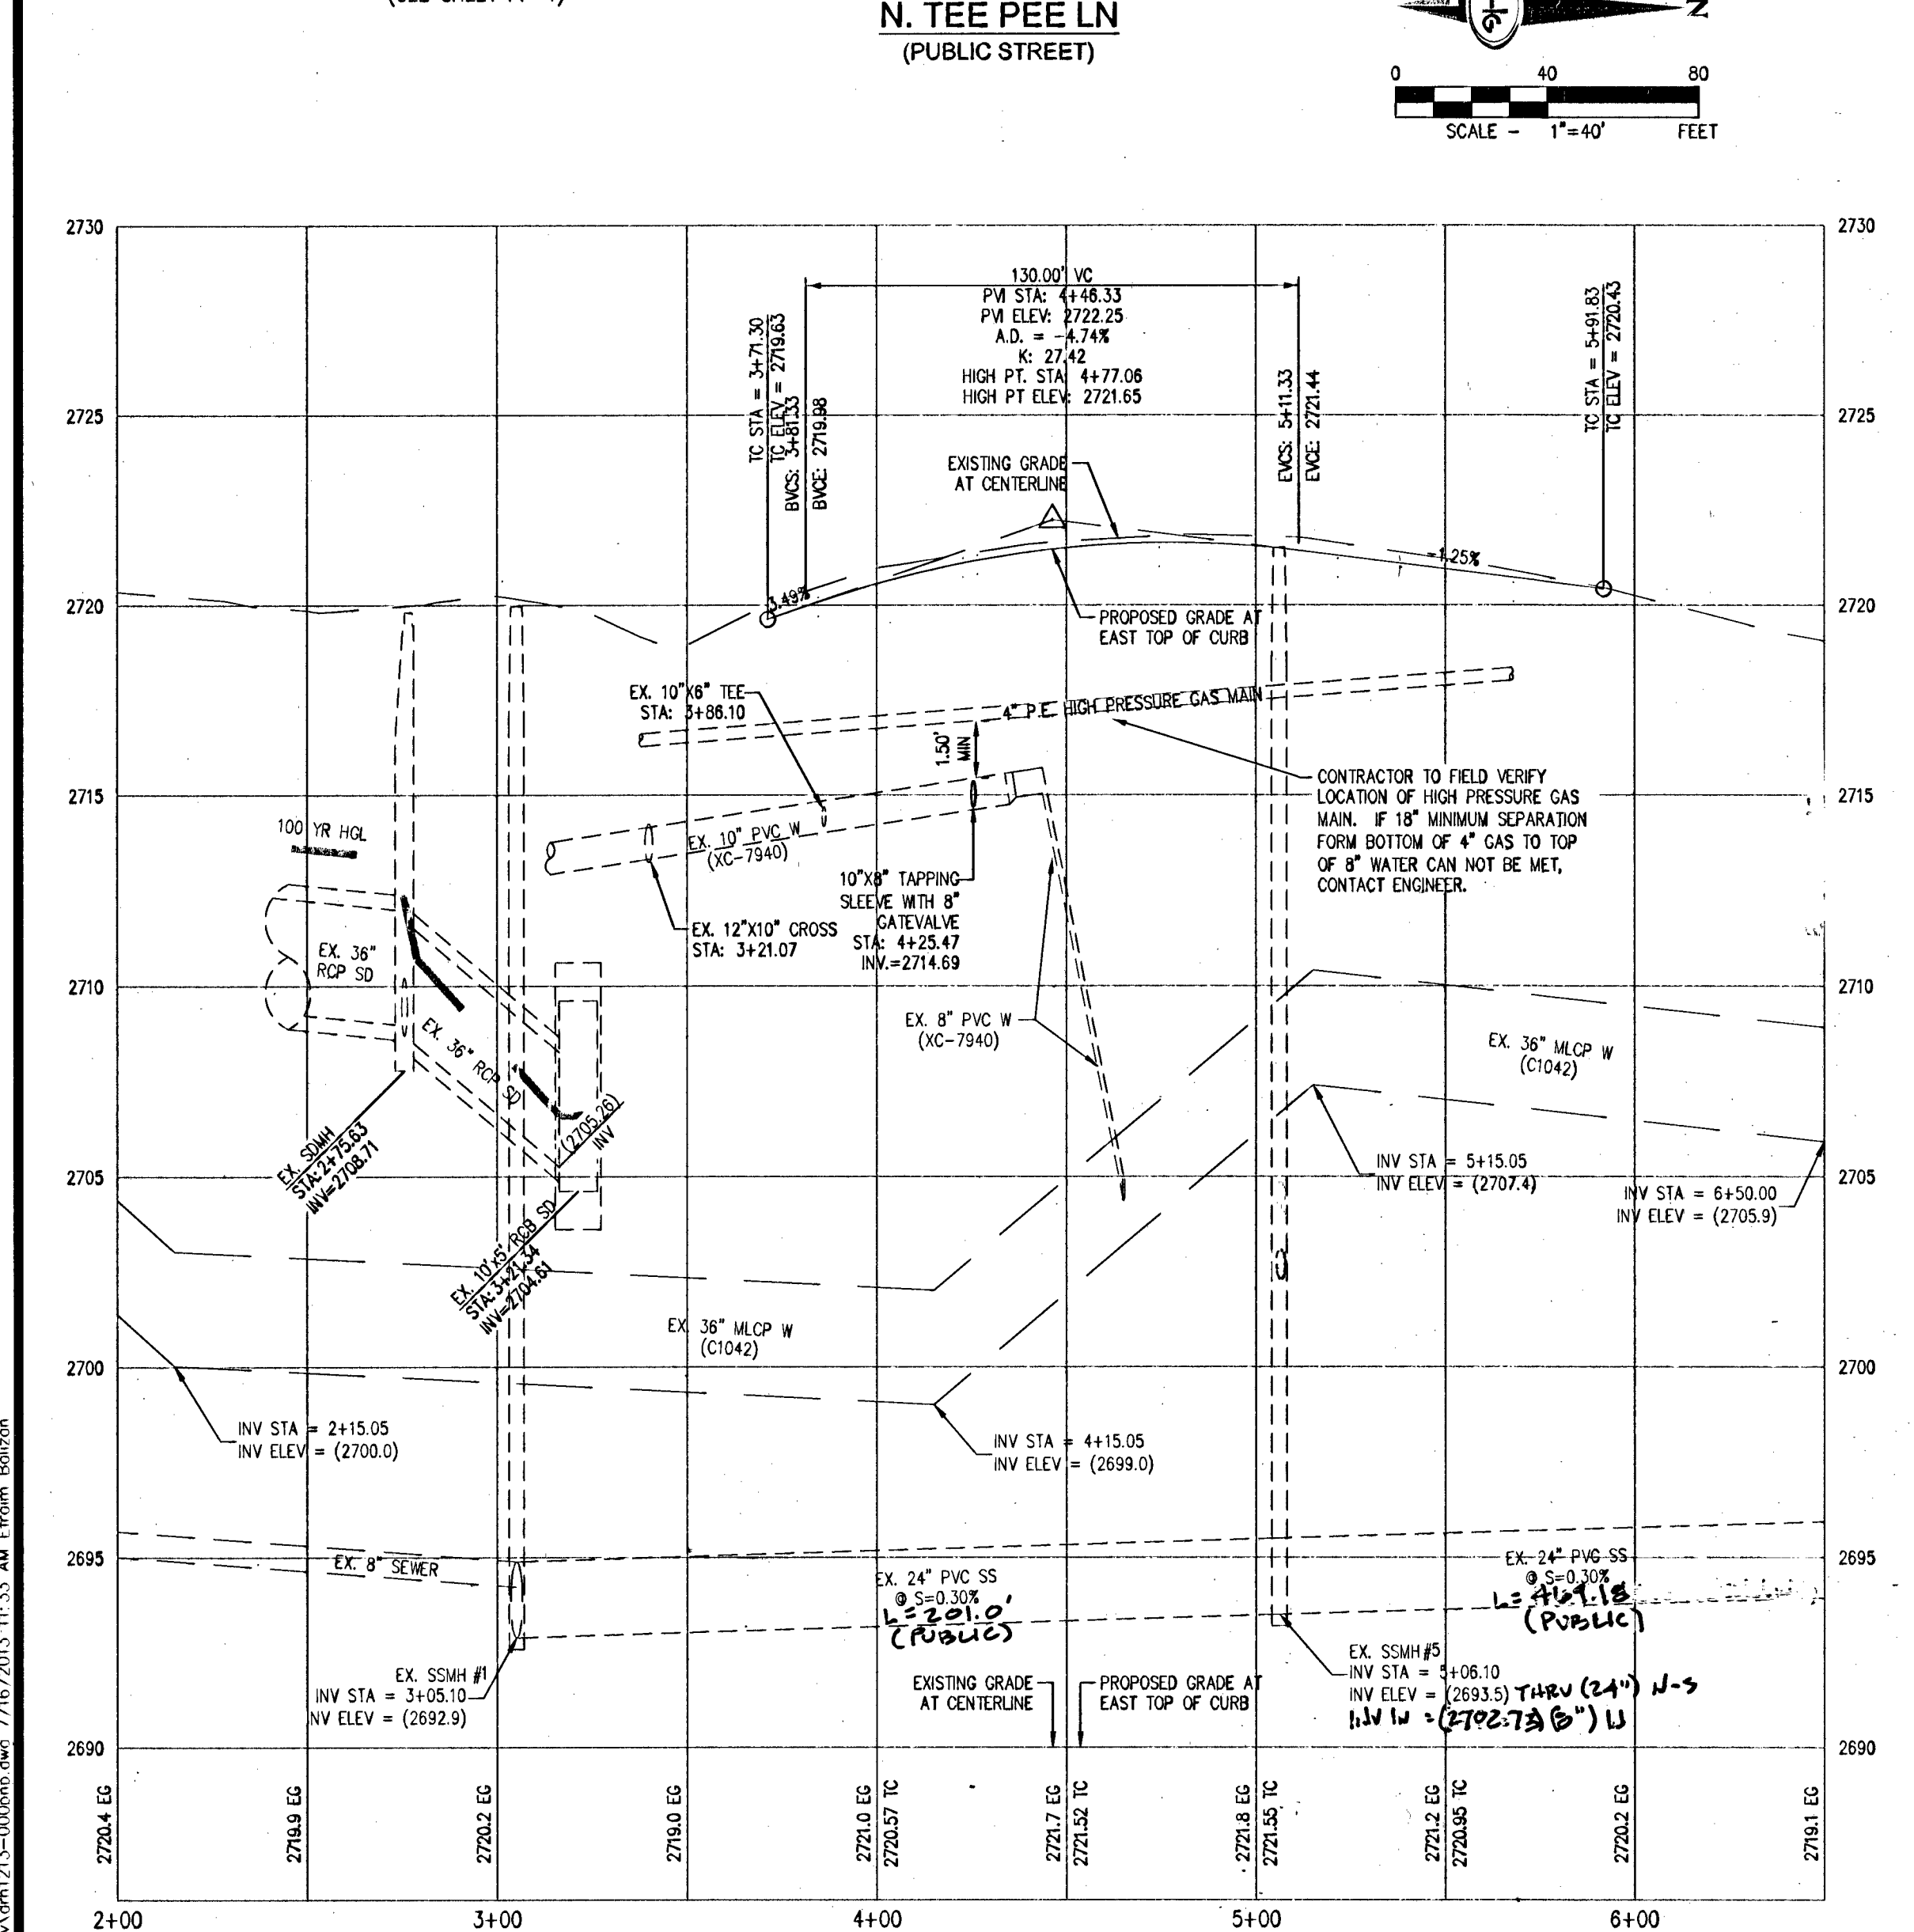 N. TEE PEE LN
(PUBLIC STREET)
N
0 40 80
SCALE - 1"=40' FEET
2730
2730
130.00' VC
PVI STA: 4+46.33
PVI ELEV: 2722.25
A.D. = -4.74%
K: 27.42
HIGH PT. STA: 4+77.06
HIGH PT ELEV: 2721.65
TC STA = 3+71.30
TC ELEV = 2719.63
BVCS: 3+81.33
BVCE: 2719.98
EVCS: 5+11.33
EVCE: 2721.44
TC STA = 5+91.83
TC ELEV = 2720.43
2725
2725
EXISTING GRADE
AT CENTERLINE
3.49%
-1.25%
2720
2720
PROPOSED GRADE AT
EAST TOP OF CURB
EX. 10"X6" TEE
STA: 3+86.10
4" P.E. HIGH PRESSURE GAS MAIN
1.50'
MIN
2715
2715
CONTRACTOR TO FIELD VERIFY
LOCATION OF HIGH PRESSURE GAS
MAIN. IF 18" MINIMUM SEPARATION
FORM BOTTOM OF 4" GAS TO TOP
OF 8" WATER CAN NOT BE MET,
CONTACT ENGINEER.
100 YR HGL
EX. 10" PVC W
(XC-7940)
10"X8" TAPPING
SLEEVE WITH 8"
GATEVALVE
STA: 4+25.47
INV.=2714.69
EX. 12"X10" CROSS
STA: 3+21.07
EX. 36"
RCP SD
2710
2710
EX. 36" RCP SD
EX. 8" PVC W
(XC-7940)
EX. 36" MLCP W
(C1042)
(2705.26)
INV
EX. SDMH
STA: 2+75.63
INV=2708.71
2705
2705
INV STA = 5+15.05
INV ELEV = (2707.4)
INV STA = 6+50.00
INV ELEV = (2705.9)
EX. 10'x5' RCB SD
STA: 3+21.34
INV=2704.61
EX. 36" MLCP W
(C1042)
2700
2700
INV STA = 2+15.05
INV ELEV = (2700.0)
INV STA = 4+15.05
INV ELEV = (2699.0)
2695
2695
EX. 8" SEWER
EX. 24" PVC SS
@ S=0.30%
L=201.0'
(PUBLIC)
EX. 24" PVC SS
@ S=0.30%
L=469.18
(PUBLIC)
EX. SSMH #1
INV STA = 3+05.10
NV ELEV = (2692.9)
EXISTING GRADE
AT CENTERLINE
PROPOSED GRADE AT
EAST TOP OF CURB
EX. SSMH #5
INV STA = 5+06.10
INV ELEV = (2693.5) THRU (24") N-S
INV IN = (2702.73) (8") W
2690
2690
2720.4 EG
2719.9 EG
2720.2 EG
2719.0 EG
2721.0 EG
2720.57 TC
2721.7 EG
2721.52 TC
2721.8 EG
2721.55 TC
2721.2 EG
2720.95 TC
2720.2 EG
2719.1 EG
2+00 3+00 4+00 5+00 6+00